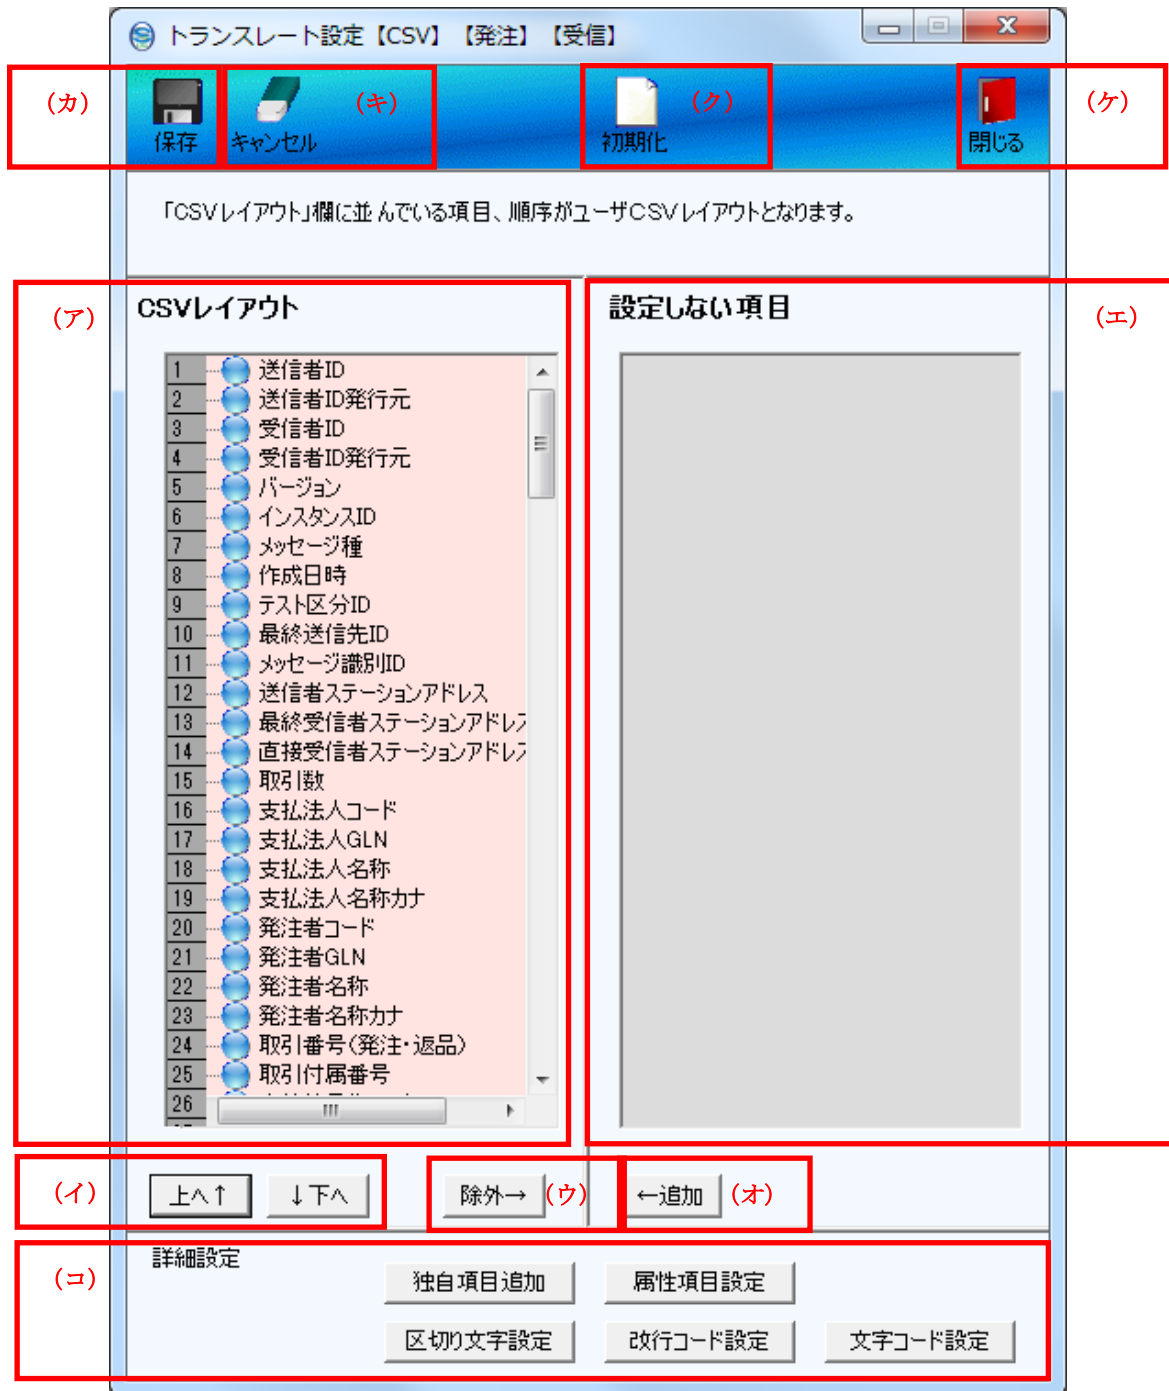 トランスレート設定【CSV】【発注】【受信】
(カ) 保存
キャンセル (キ)
初期化 (ク)
閉じる (ケ)
「CSVレイアウト」欄に並んでいる項目、順序がユーザCSVレイアウトとなります。
(ア) CSVレイアウト
1 送信者ID
2 送信者ID発行元
3 受信者ID
4 受信者ID発行元
5 バージョン
6 インスタンスID
7 メッセージ種
8 作成日時
9 テスト区分ID
10 最終送信先ID
11 メッセージ識別ID
12 送信者ステーションアドレス
13 最終受信者ステーションアドレス
14 直接受信者ステーションアドレス
15 取引数
16 支払法人コード
17 支払法人GLN
18 支払法人名称
19 支払法人名称カナ
20 発注者コード
21 発注者GLN
22 発注者名称
23 発注者名称カナ
24 取引番号(発注・返品)
25 取引付属番号
26
設定しない項目 (エ)
(イ) 上へ↑ ↓下へ
除外→ (ウ)
←追加 (オ)
詳細設定
(コ) 独自項目追加 属性項目設定
区切り文字設定 改行コード設定 文字コード設定